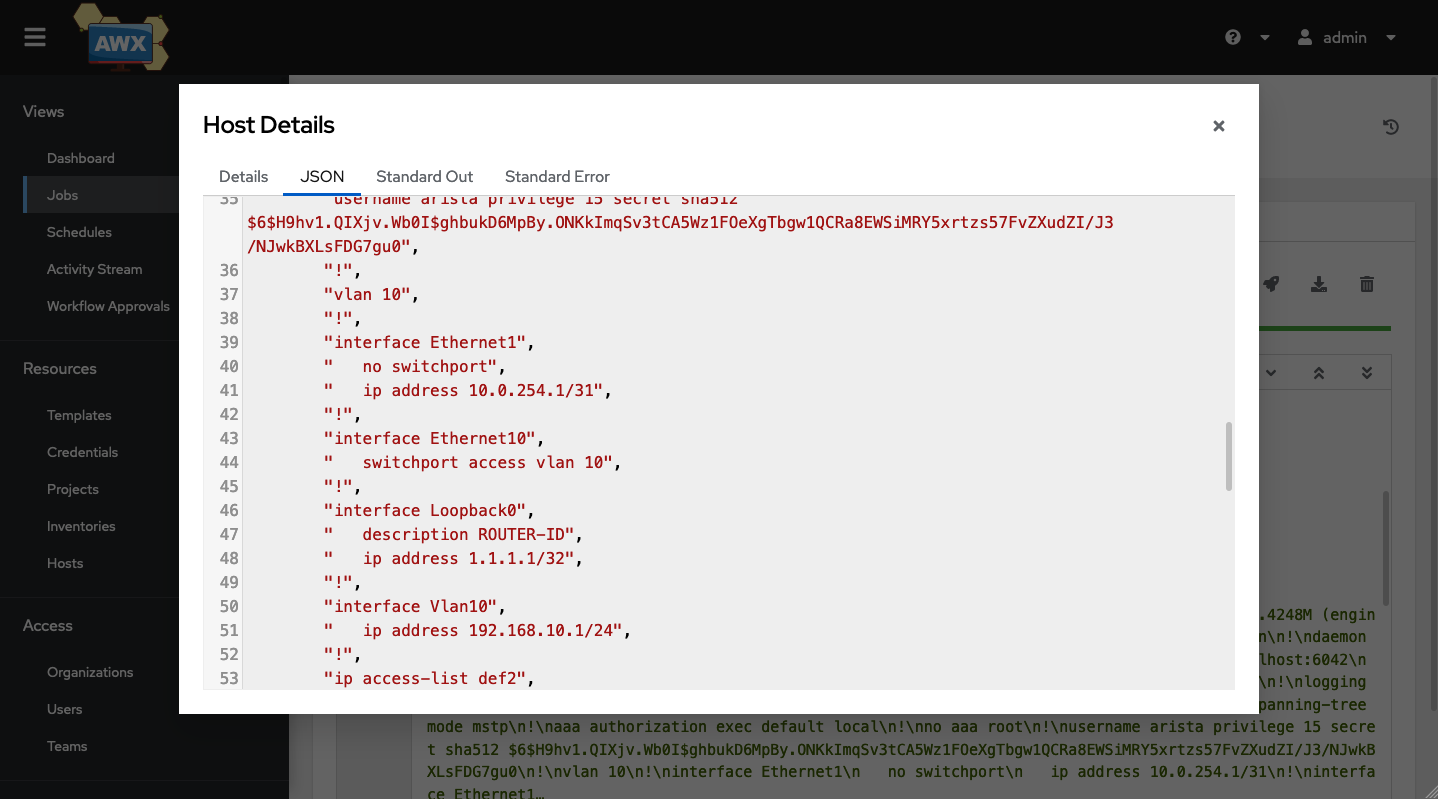 AWX
admin
Views
Dashboard
Jobs
Schedules
Activity Stream
Workflow Approvals
Resources
Templates
Credentials
Projects
Inventories
Hosts
Access
Organizations
Users
Teams
Host Details
Details JSON Standard Out Standard Error
35 "username arista privilege 15 secret sha512
$6$H9hv1.QIXjv.Wb0I$ghbukD6MpBy.ONKkImqSv3tCA5Wz1FOeXgTbgw1QCRa8EWSiMRY5xrtzs57FvZXudZI/J3
/NJwkBXLsFDG7gu0",
36 "!",
37 "vlan 10",
38 "!",
39 "interface Ethernet1",
40 "   no switchport",
41 "   ip address 10.0.254.1/31",
42 "!",
43 "interface Ethernet10",
44 "   switchport access vlan 10",
45 "!",
46 "interface Loopback0",
47 "   description ROUTER-ID",
48 "   ip address 1.1.1.1/32",
49 "!",
50 "interface Vlan10",
51 "   ip address 192.168.10.1/24",
52 "!",
53 "ip access-list def2",
.4248M (engin
n\n!\ndaemon
lhost:6042\n
\n!\nlogging
panning-tree
mode mstp\n!\naaa authorization exec default local\n!\nno aaa root\n!\nusername arista privilege 15 secre
t sha512 $6$H9hv1.QIXjv.Wb0I$ghbukD6MpBy.ONKkImqSv3tCA5Wz1FOeXgTbgw1QCRa8EWSiMRY5xrtzs57FvZXudZI/J3/NJwkB
XLsFDG7gu0\n!\nvlan 10\n!\ninterface Ethernet1\n   no switchport\n   ip address 10.0.254.1/31\n!\ninterfa
ce Ethernet1…